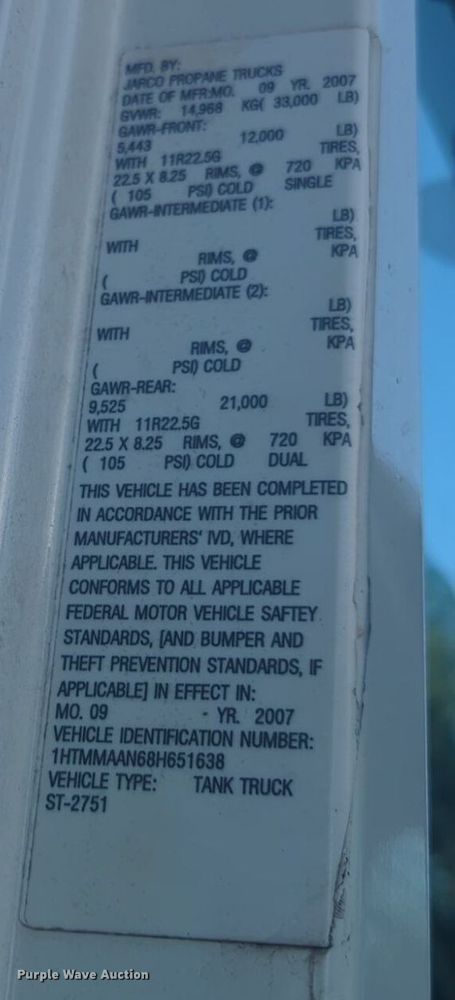 MFD. BY:
JARCO PROPANE TRUCKS
DATE OF MFR:MO. 09 YR. 2007
GVWR: 14,968 KG( 33,000 LB)
GAWR-FRONT:
5,443 12,000 LB)
WITH 11R22.5G TIRES,
22.5 X 8.25 RIMS, @ 720 KPA
( 105 PSI) COLD SINGLE
GAWR-INTERMEDIATE (1):
LB)
WITH TIRES,
RIMS, @ KPA
( PSI) COLD
GAWR-INTERMEDIATE (2):
LB)
WITH TIRES,
RIMS, @ KPA
( PSI) COLD
GAWR-REAR:
9,525 21,000 LB)
WITH 11R22.5G TIRES,
22.5 X 8.25 RIMS, @ 720 KPA
( 105 PSI) COLD DUAL
THIS VEHICLE HAS BEEN COMPLETED
IN ACCORDANCE WITH THE PRIOR
MANUFACTURERS' IVD, WHERE
APPLICABLE. THIS VEHICLE
CONFORMS TO ALL APPLICABLE
FEDERAL MOTOR VEHICLE SAFTEY
STANDARDS, [AND BUMPER AND
THEFT PREVENTION STANDARDS, IF
APPLICABLE] IN EFFECT IN:
MO. 09 - YR. 2007
VEHICLE IDENTIFICATION NUMBER:
1HTMMAAN68H651638
VEHICLE TYPE: TANK TRUCK
ST-2751
Purple Wave Auction